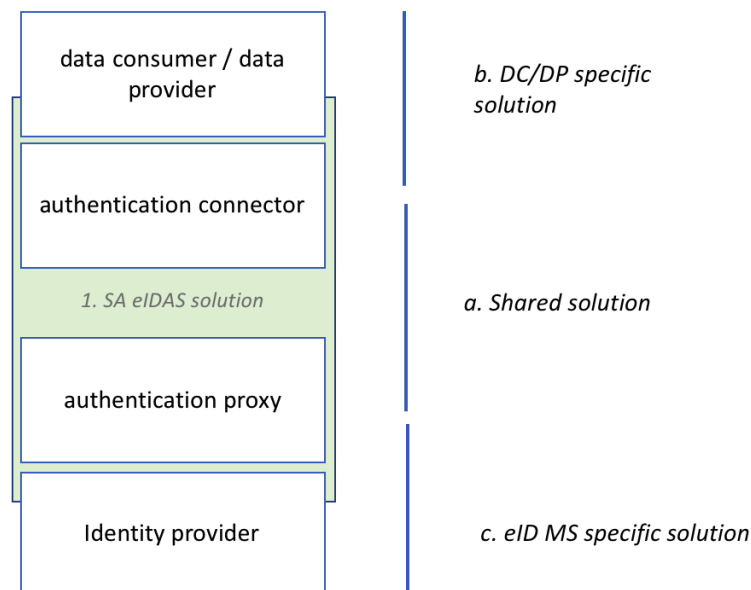 data consumer / data
provider
b. DC/DP specific
solution
authentication connector
1. SA eIDAS solution
a. Shared solution
authentication proxy
Identity provider
c. eID MS specific solution